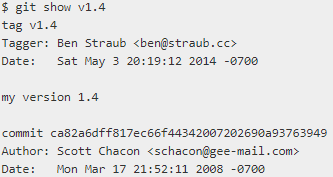 $ git show v1.4
tag v1.4
Tagger: Ben Straub <ben@straub.cc>
Date:   Sat May 3 20:19:12 2014 -0700

my version 1.4

commit ca82a6dff817ec66f44342007202690a93763949
Author: Scott Chacon <schacon@gee-mail.com>
Date:   Mon Mar 17 21:52:11 2008 -0700